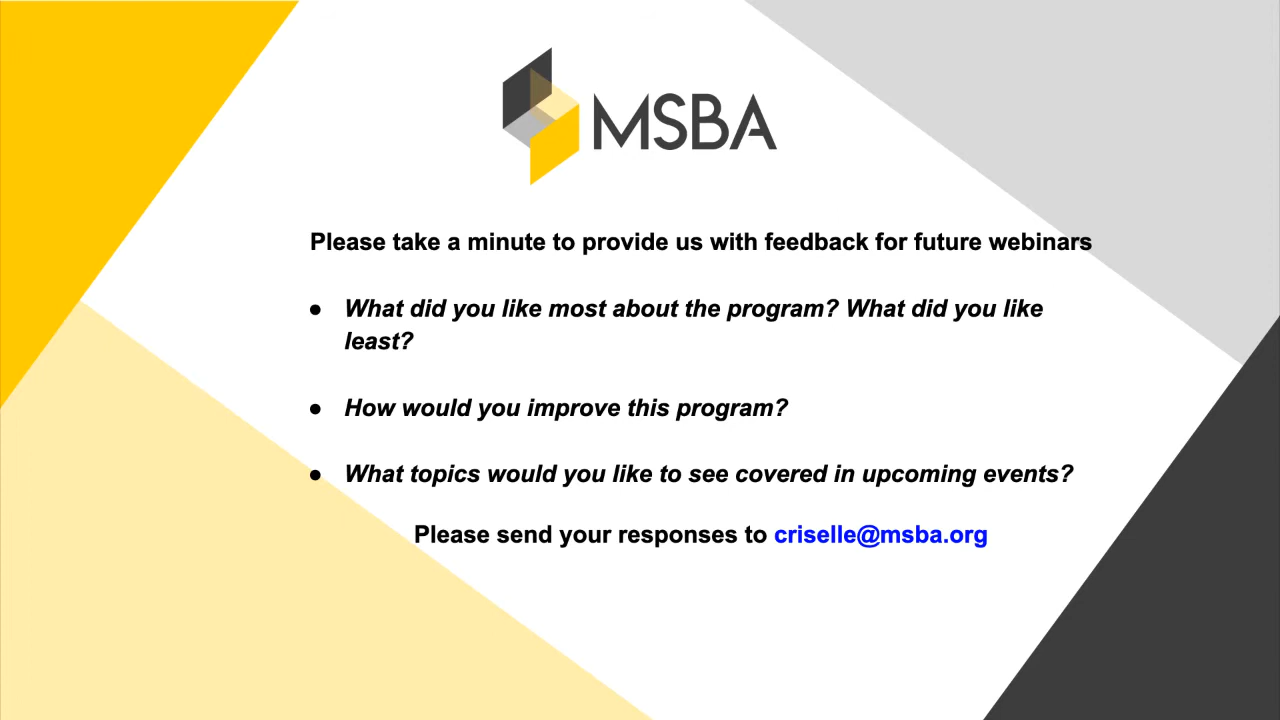 MSBA
Please take a minute to provide us with feedback for future webinars
● What did you like most about the program? What did you like
least?
● How would you improve this program?
● What topics would you like to see covered in upcoming events?
Please send your responses to criselle@msba.org